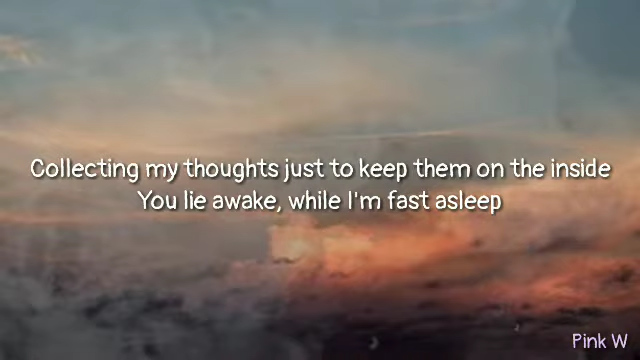 Collecting my thoughts just to keep them on the inside
You lie awake, while I'm fast asleep
Pink W